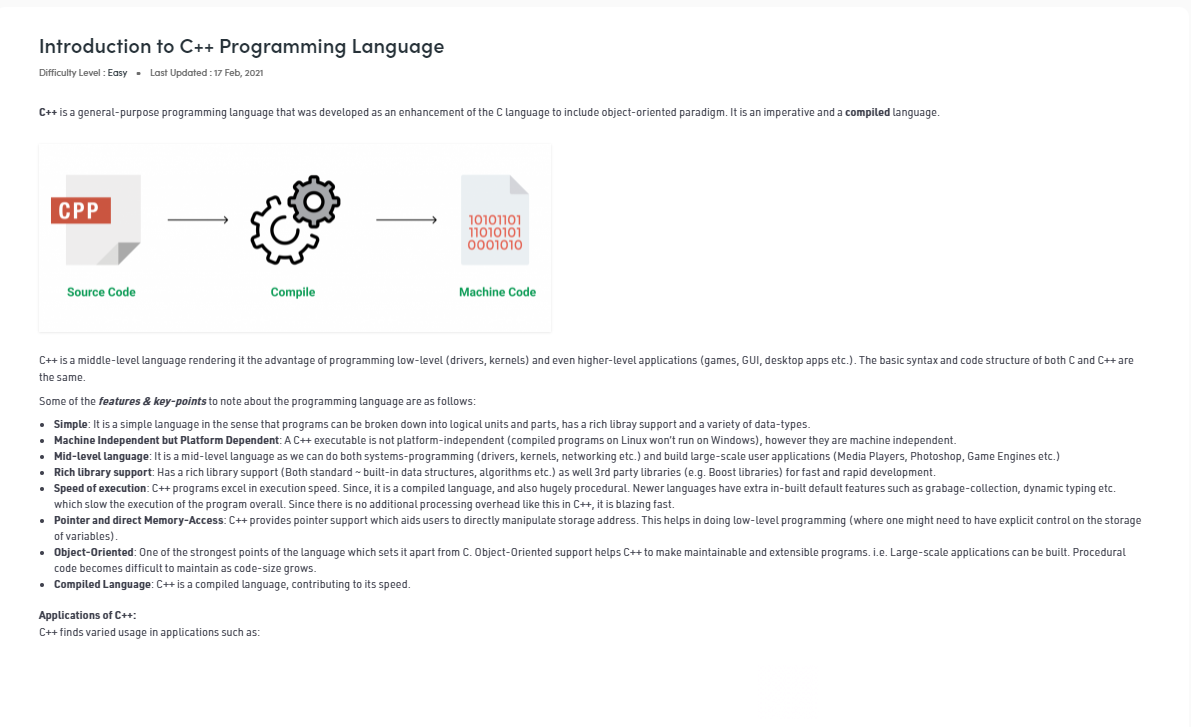 Introduction to C++ Programming Language
Difficulty Level : Easy • Last Updated : 17 Feb, 2021
C++ is a general-purpose programming language that was developed as an enhancement of the C language to include object-oriented paradigm. It is an imperative and a compiled language.
CPP
10101101
11010101
0001010
Source Code Compile Machine Code
C++ is a middle-level language rendering it the advantage of programming low-level (drivers, kernels) and even higher-level applications (games, GUI, desktop apps etc.). The basic syntax and code structure of both C and C++ are
the same.
Some of the features & key-points to note about the programming language are as follows:
• Simple: It is a simple language in the sense that programs can be broken down into logical units and parts, has a rich libray support and a variety of data-types.
• Machine Independent but Platform Dependent: A C++ executable is not platform-independent (compiled programs on Linux won't run on Windows), however they are machine independent.
• Mid-level language: It is a mid-level language as we can do both systems-programming (drivers, kernels, networking etc.) and build large-scale user applications (Media Players, Photoshop, Game Engines etc.)
• Rich library support: Has a rich library support (Both standard ~ built-in data structures, algorithms etc.) as well 3rd party libraries (e.g. Boost libraries) for fast and rapid development.
• Speed of execution: C++ programs excel in execution speed. Since, it is a compiled language, and also hugely procedural. Newer languages have extra in-built default features such as grabage-collection, dynamic typing etc.
which slow the execution of the program overall. Since there is no additional processing overhead like this in C++, it is blazing fast.
• Pointer and direct Memory-Access: C++ provides pointer support which aids users to directly manipulate storage address. This helps in doing low-level programming (where one might need to have explicit control on the storage
of variables).
• Object-Oriented: One of the strongest points of the language which sets it apart from C. Object-Oriented support helps C++ to make maintainable and extensible programs. i.e. Large-scale applications can be built. Procedural
code becomes difficult to maintain as code-size grows.
• Compiled Language: C++ is a compiled language, contributing to its speed.
Applications of C++:
C++ finds varied usage in applications such as: